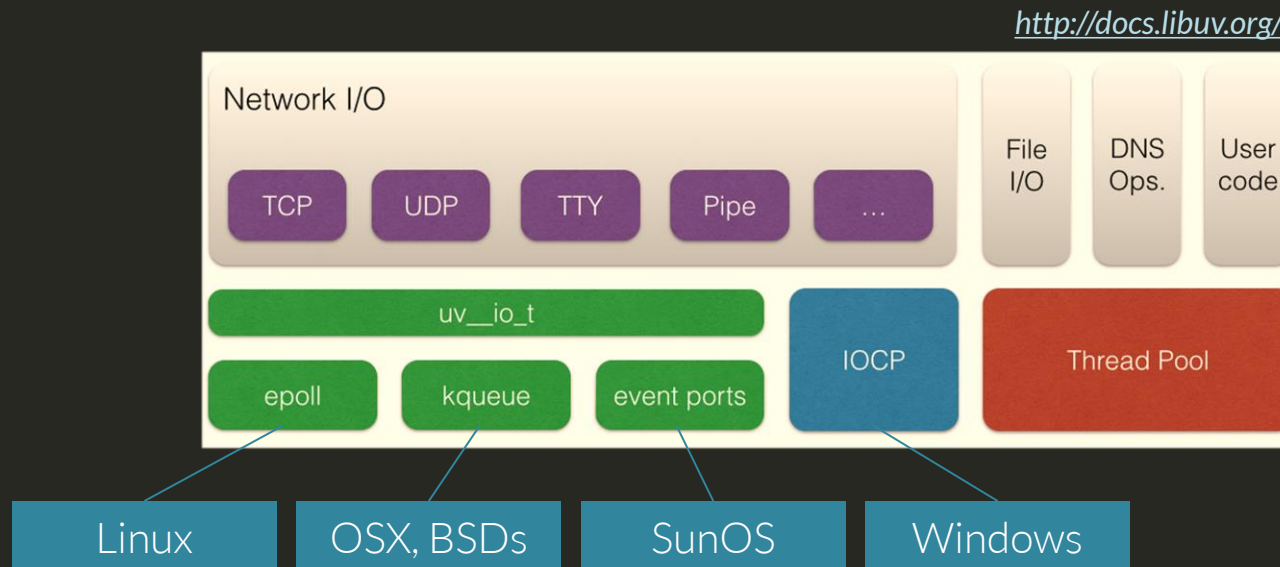 http://docs.libuv.org/
Network I/O
TCP
UDP
TTY
Pipe
...
File
I/O
DNS
Ops.
User
code
uv__io_t
epoll
kqueue
event ports
IOCP
Thread Pool
Linux
OSX, BSDs
SunOS
Windows